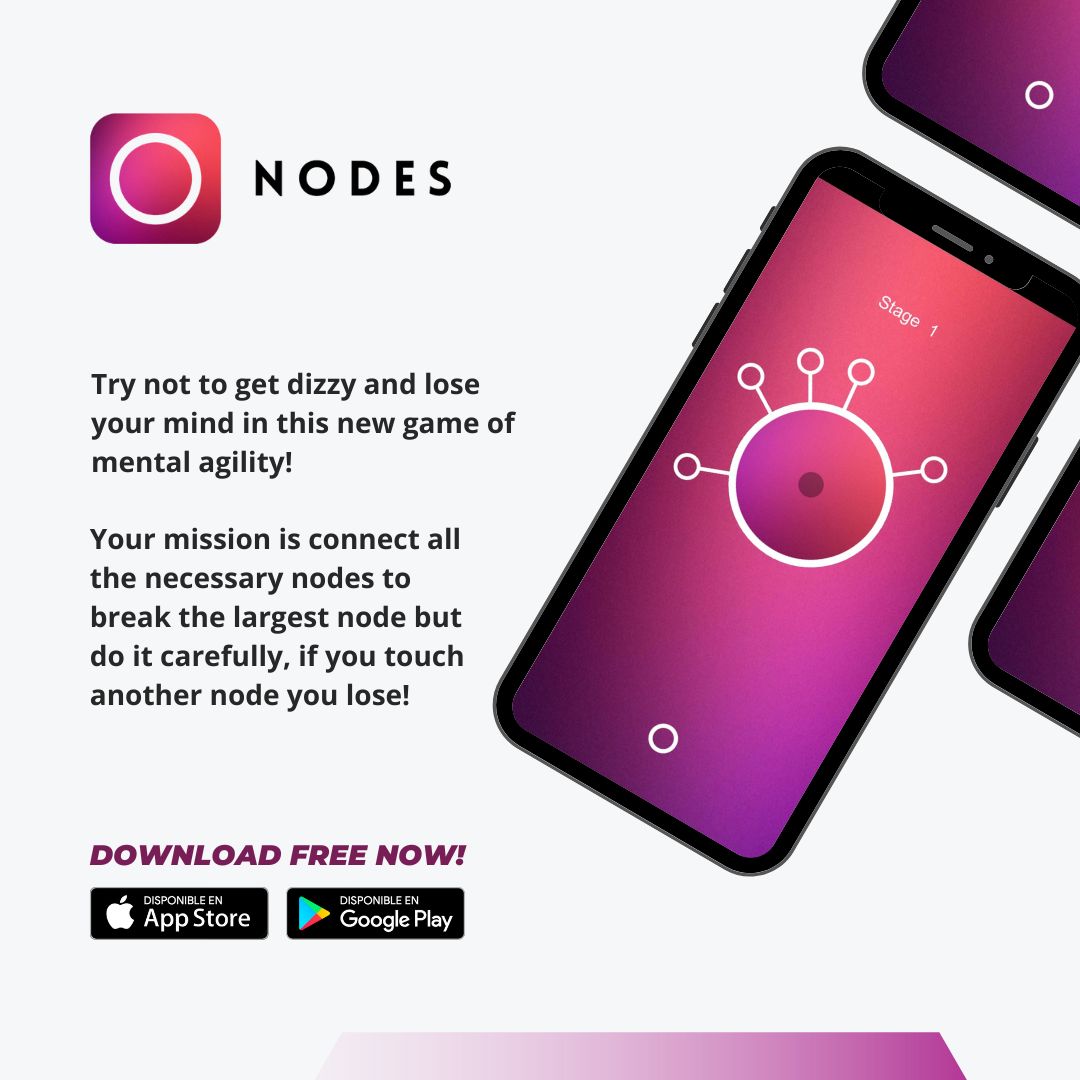 NODES
Stage 1
Try not to get dizzy and lose
your mind in this new game of
mental agility!
Your mission is connect all
the necessary nodes to
break the largest node but
do it carefully, if you touch
another node you lose!
DOWNLOAD FREE NOW!
DISPONIBLE EN
App Store
DISPONIBLE EN
Google Play